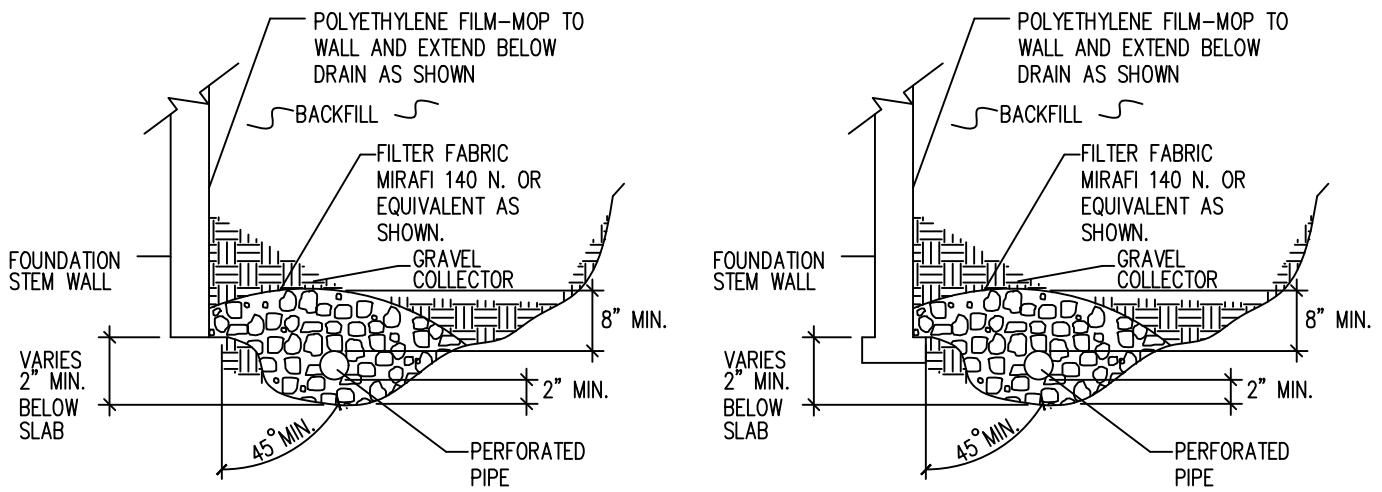 POLYETHYLENE FILM-MOP TO
WALL AND EXTEND BELOW
DRAIN AS SHOWN
BACKFILL
FILTER FABRIC
MIRAFI 140 N. OR
EQUIVALENT AS
SHOWN.
GRAVEL
COLLECTOR
FOUNDATION
STEM WALL
8" MIN.
VARIES
2" MIN.
BELOW
SLAB
2" MIN.
45° MIN.
PERFORATED
PIPE
POLYETHYLENE FILM-MOP TO
WALL AND EXTEND BELOW
DRAIN AS SHOWN
BACKFILL
FILTER FABRIC
MIRAFI 140 N. OR
EQUIVALENT AS
SHOWN.
GRAVEL
COLLECTOR
FOUNDATION
STEM WALL
8" MIN.
VARIES
2" MIN.
BELOW
SLAB
2" MIN.
45° MIN.
PERFORATED
PIPE